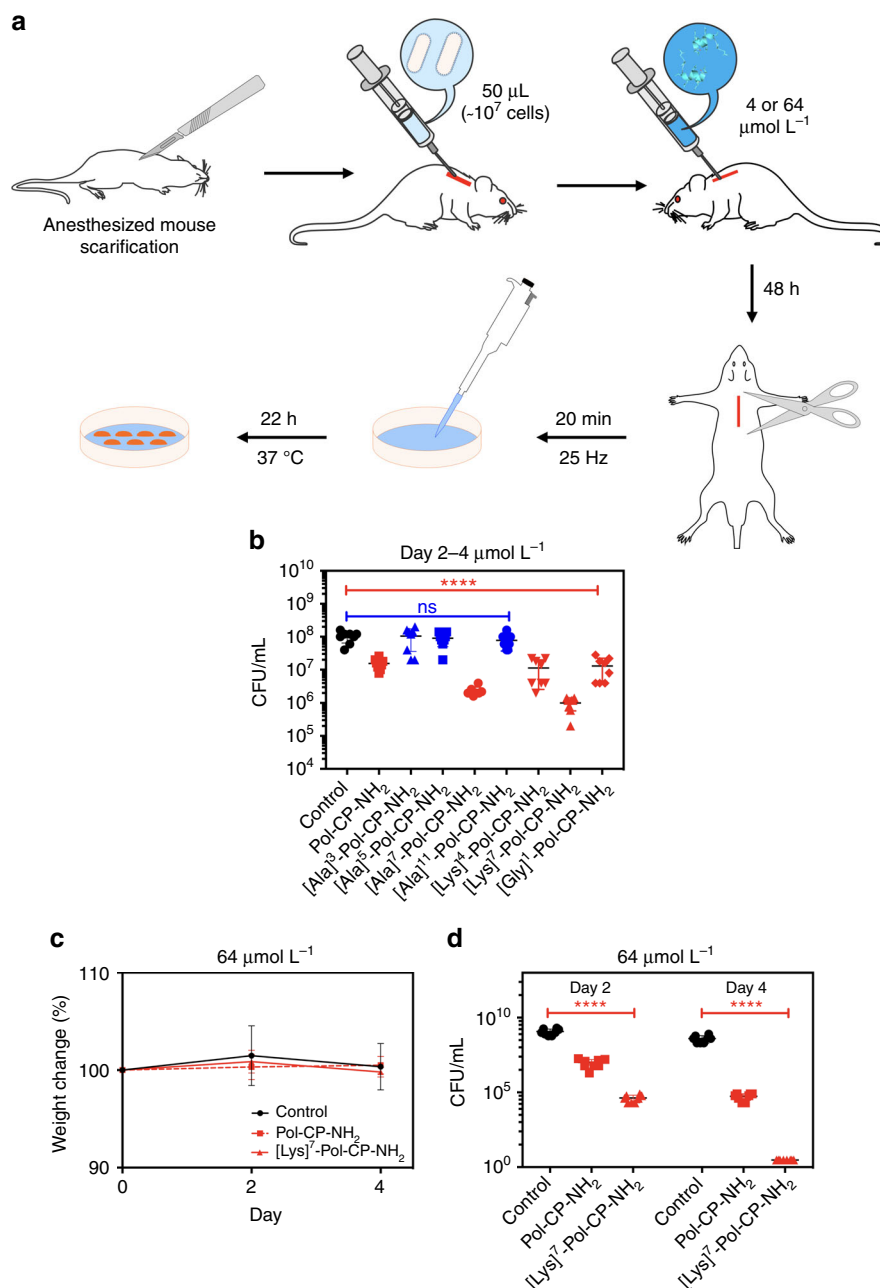 a
50 µL
(~10⁷ cells)
4 or 64
µmol L⁻¹
Anesthesized mouse
scarification
48 h
22 h
37 °C
20 min
25 Hz
b
Day 2–4 µmol L⁻¹
10¹⁰
10⁹
10⁸
10⁷
10⁶
10⁵
10⁴
CFU/mL
****
ns
Control
Pol-CP-NH₂
[Ala]³-Pol-CP-NH₂
[Ala]⁵-Pol-CP-NH₂
[Ala]⁷-Pol-CP-NH₂
[Ala]¹¹-Pol-CP-NH₂
[Lys]⁴-Pol-CP-NH₂
[Lys]⁷-Pol-CP-NH₂
[Gly]¹-Pol-CP-NH₂
c
64 µmol L⁻¹
110
100
90
Weight change (%)
Control
Pol-CP-NH₂
[Lys]⁷-Pol-CP-NH₂
0
2
4
Day
d
64 µmol L⁻¹
Day 2
Day 4
****
****
10¹⁰
10⁵
10⁰
CFU/mL
Control
Pol-CP-NH₂
[Lys]⁷-Pol-CP-NH₂
Control
Pol-CP-NH₂
[Lys]⁷-Pol-CP-NH₂